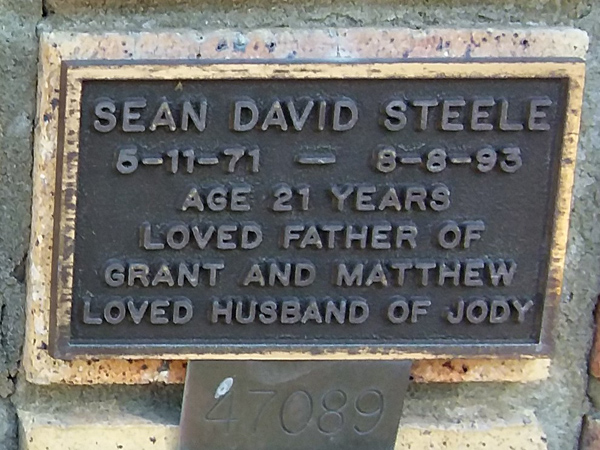 SEAN DAVID STEELE
5-11-71 — 8-8-93
AGE 21 YEARS
LOVED FATHER OF
GRANT AND MATTHEW
LOVED HUSBAND OF JODY
47089